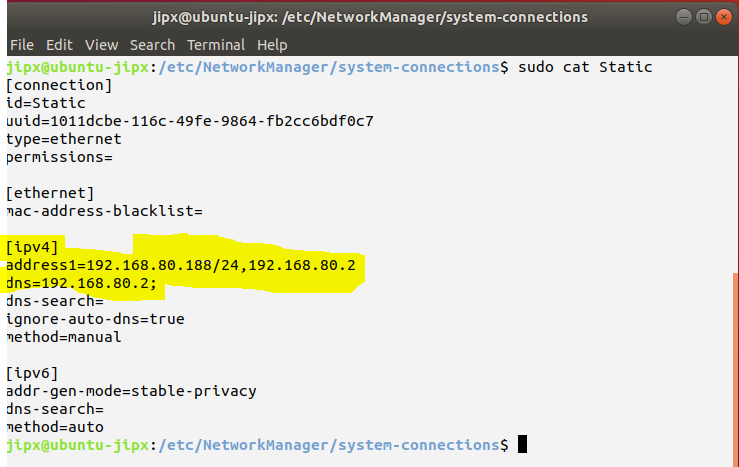 jipx@ubuntu-jipx: /etc/NetworkManager/system-connections
File Edit View Search Terminal Help
jipx@ubuntu-jipx:/etc/NetworkManager/system-connections$ sudo cat Static
[connection]
id=Static
uuid=1011dcbe-116c-49fe-9864-fb2cc6bdf0c7
type=ethernet
permissions=
[ethernet]
mac-address-blacklist=
[ipv4]
address1=192.168.80.188/24,192.168.80.2
dns=192.168.80.2;
dns-search=
ignore-auto-dns=true
method=manual
[ipv6]
addr-gen-mode=stable-privacy
dns-search=
method=auto
jipx@ubuntu-jipx:/etc/NetworkManager/system-connections$